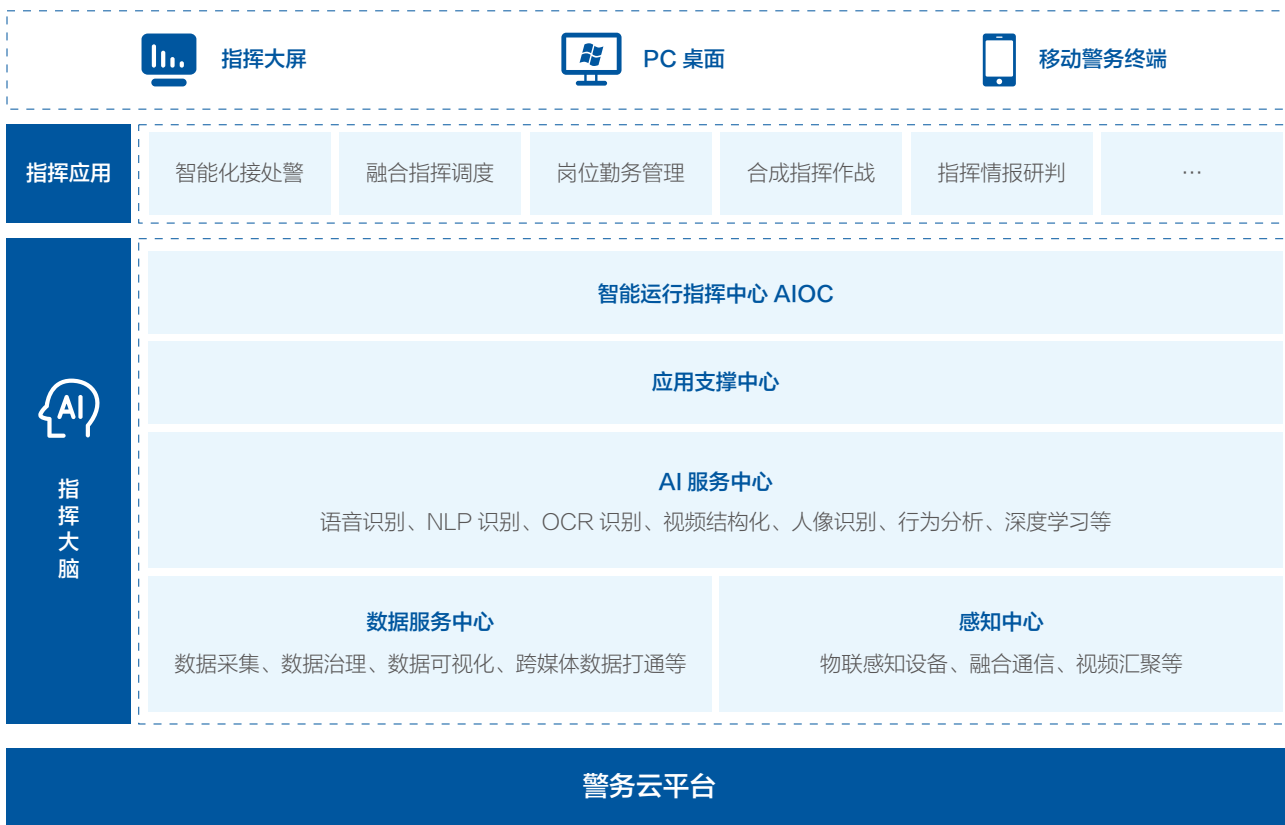 指挥大屏
PC 桌面
移动警务终端
指挥应用
智能化接处警
融合指挥调度
岗位勤务管理
合成指挥作战
指挥情报研判
…
AI
指挥大脑
智能运行指挥中心 AIOC
应用支撑中心
AI 服务中心
语音识别、NLP 识别、OCR 识别、视频结构化、人像识别、行为分析、深度学习等
数据服务中心
数据采集、数据治理、数据可视化、跨媒体数据打通等
感知中心
物联感知设备、融合通信、视频汇聚等
警务云平台